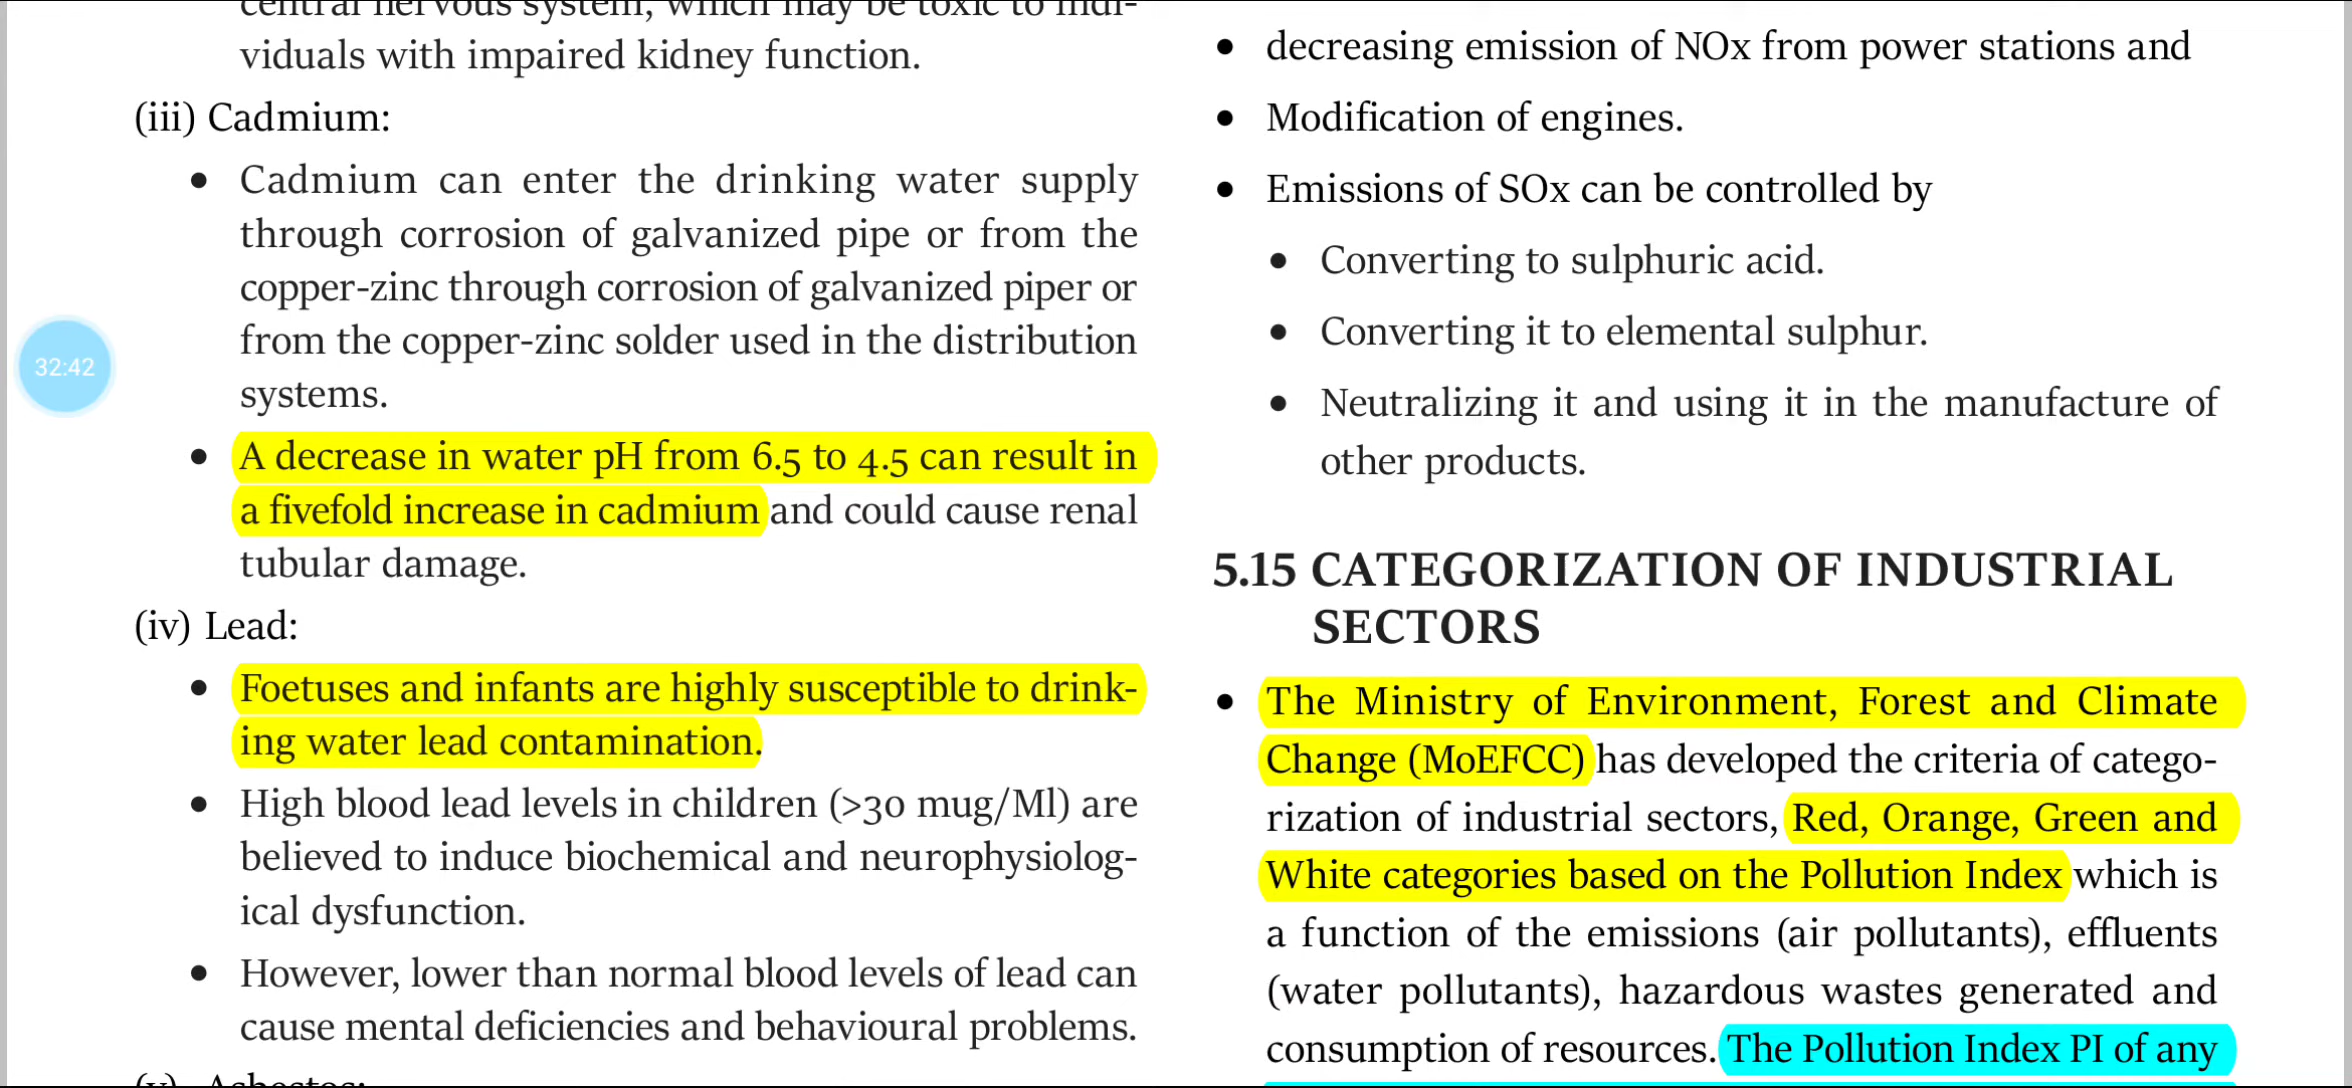 central nervous system, which may be toxic to indi-
viduals with impaired kidney function.
(iii) Cadmium:
• Cadmium can enter the drinking water supply
through corrosion of galvanized pipe or from the
copper-zinc through corrosion of galvanized piper or
from the copper-zinc solder used in the distribution
systems.
• A decrease in water pH from 6.5 to 4.5 can result in
a fivefold increase in cadmium and could cause renal
tubular damage.
(iv) Lead:
• Foetuses and infants are highly susceptible to drink-
ing water lead contamination.
• High blood lead levels in children (>30 mug/Ml) are
believed to induce biochemical and neurophysiolog-
ical dysfunction.
• However, lower than normal blood levels of lead can
cause mental deficiencies and behavioural problems.
(v) Asbestos:
32:42
• decreasing emission of NOx from power stations and
• Modification of engines.
• Emissions of SOx can be controlled by
• Converting to sulphuric acid.
• Converting it to elemental sulphur.
• Neutralizing it and using it in the manufacture of
other products.
5.15 CATEGORIZATION OF INDUSTRIAL
SECTORS
• The Ministry of Environment, Forest and Climate
Change (MoEFCC) has developed the criteria of catego-
rization of industrial sectors, Red, Orange, Green and
White categories based on the Pollution Index which is
a function of the emissions (air pollutants), effluents
(water pollutants), hazardous wastes generated and
consumption of resources. The Pollution Index PI of any